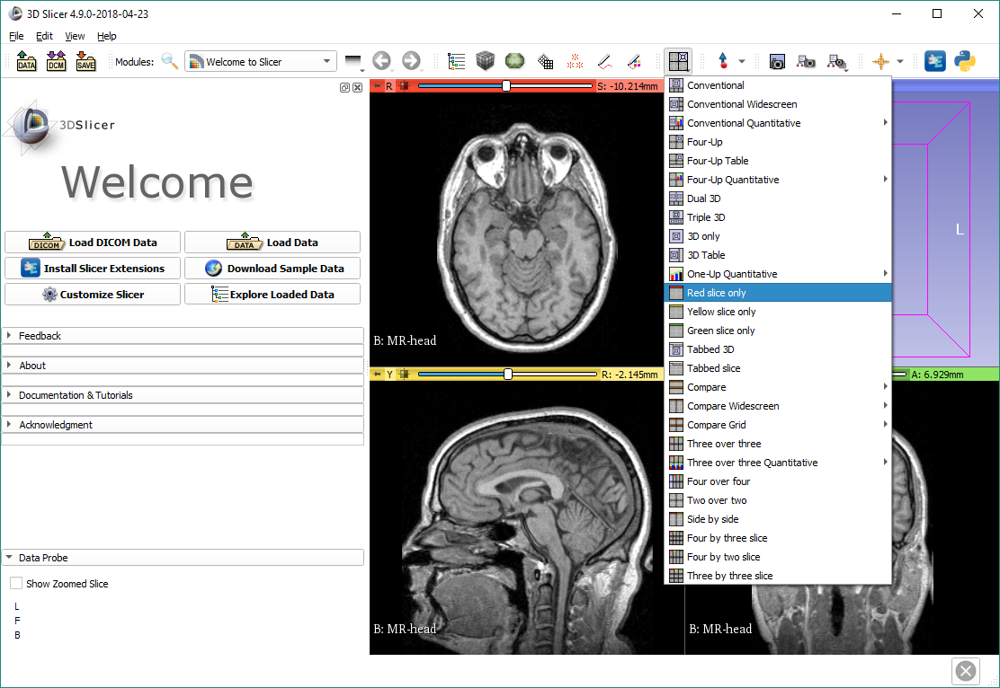 3D Slicer 4.9.0-2018-04-23
File Edit View Help
DATA DCM SAVE Modules: Welcome to Slicer
3DSlicer
Welcome
DICOM Load DICOM Data DATA Load Data
Install Slicer Extensions Download Sample Data
Customize Slicer Explore Loaded Data
Feedback
About
Documentation & Tutorials
Acknowledgment
Data Probe
Show Zoomed Slice
L
F
B
R S: -10.214mm
B: MR-head
Y R: -2.145mm
B: MR-head
Conventional
Conventional Widescreen
Conventional Quantitative
Four-Up
Four-Up Table
Four-Up Quantitative
Dual 3D
Triple 3D
3D only
3D Table
One-Up Quantitative
Red slice only
Yellow slice only
Green slice only
Tabbed 3D
Tabbed slice
Compare
Compare Widescreen
Compare Grid
Three over three
Three over three Quantitative
Four over four
Two over two
Side by side
Four by three slice
Four by two slice
Three by three slice
L
A: 6.929mm
B: MR-head